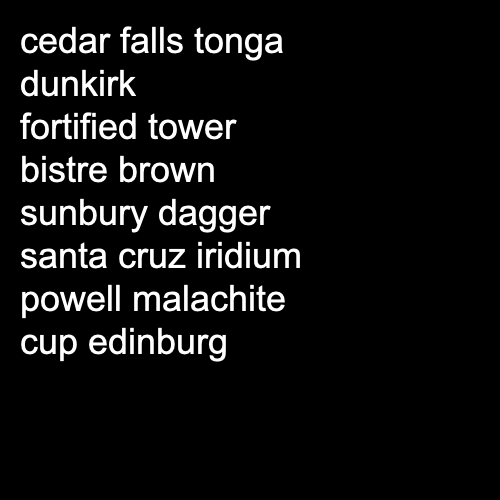 cedar falls tonga
dunkirk
fortified tower
bistre brown
sunbury dagger
santa cruz iridium
powell malachite
cup edinburg